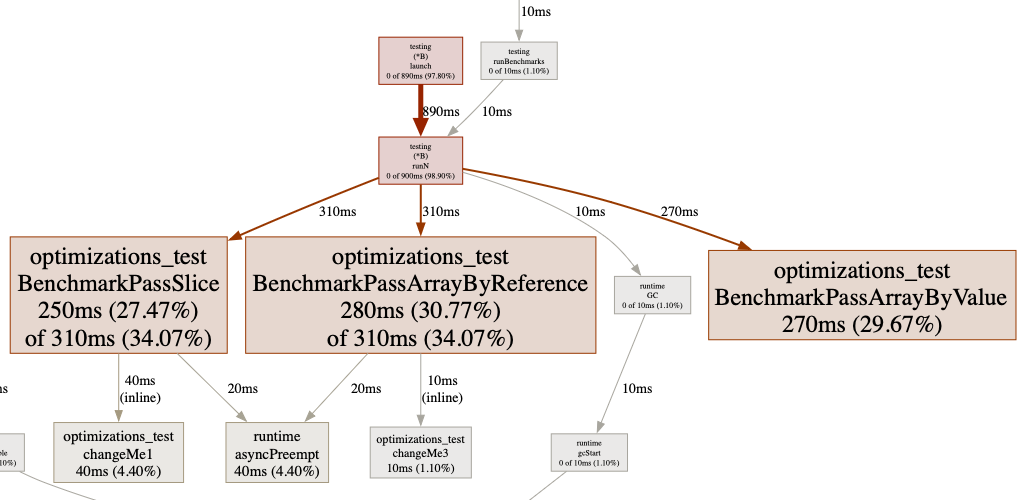 10ms
testing
(*B)
launch
0 of 890ms (97.80%)
testing
runBenchmarks
0 of 10ms (1.10%)
890ms
10ms
testing
(*B)
runN
0 of 900ms (98.90%)
310ms
310ms
10ms
270ms
optimizations_test
BenchmarkPassSlice
250ms (27.47%)
of 310ms (34.07%)
optimizations_test
BenchmarkPassArrayByReference
280ms (30.77%)
of 310ms (34.07%)
runtime
GC
0 of 10ms (1.10%)
optimizations_test
BenchmarkPassArrayByValue
270ms (29.67%)
40ms
(inline)
20ms
20ms
10ms
(inline)
10ms
optimizations_test
changeMe1
40ms (4.40%)
runtime
asyncPreempt
40ms (4.40%)
optimizations_test
changeMe3
10ms (1.10%)
runtime
gcStart
0 of 10ms (1.10%)